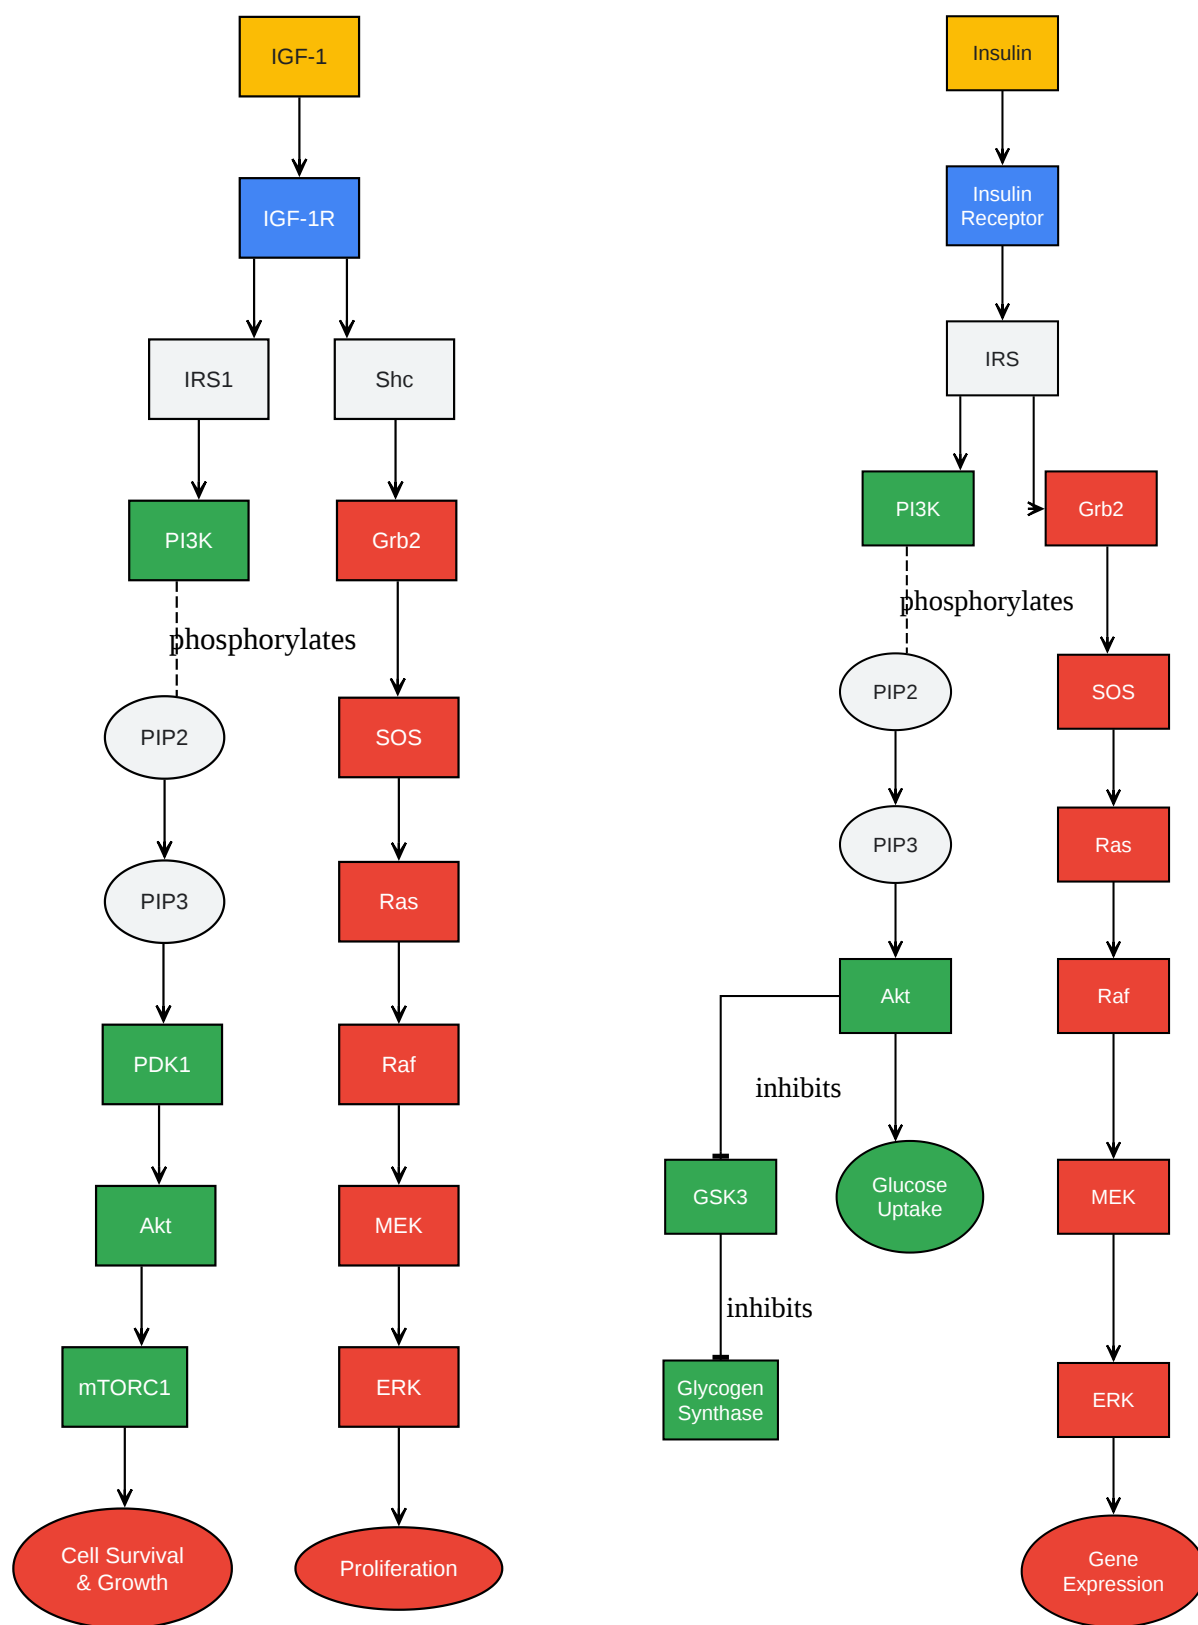 IGF-1
IGF-1R
IRS1
Shc
PI3K
Grb2
phosphorylates
PIP2
SOS
PIP3
Ras
PDK1
Raf
Akt
MEK
mTORC1
ERK
Cell Survival
& Growth
Proliferation
Insulin
Insulin
Receptor
IRS
PI3K
Grb2
phosphorylates
PIP2
SOS
PIP3
Ras
Akt
Raf
inhibits
GSK3
Glucose
Uptake
MEK
inhibits
Glycogen
Synthase
ERK
Gene
Expression